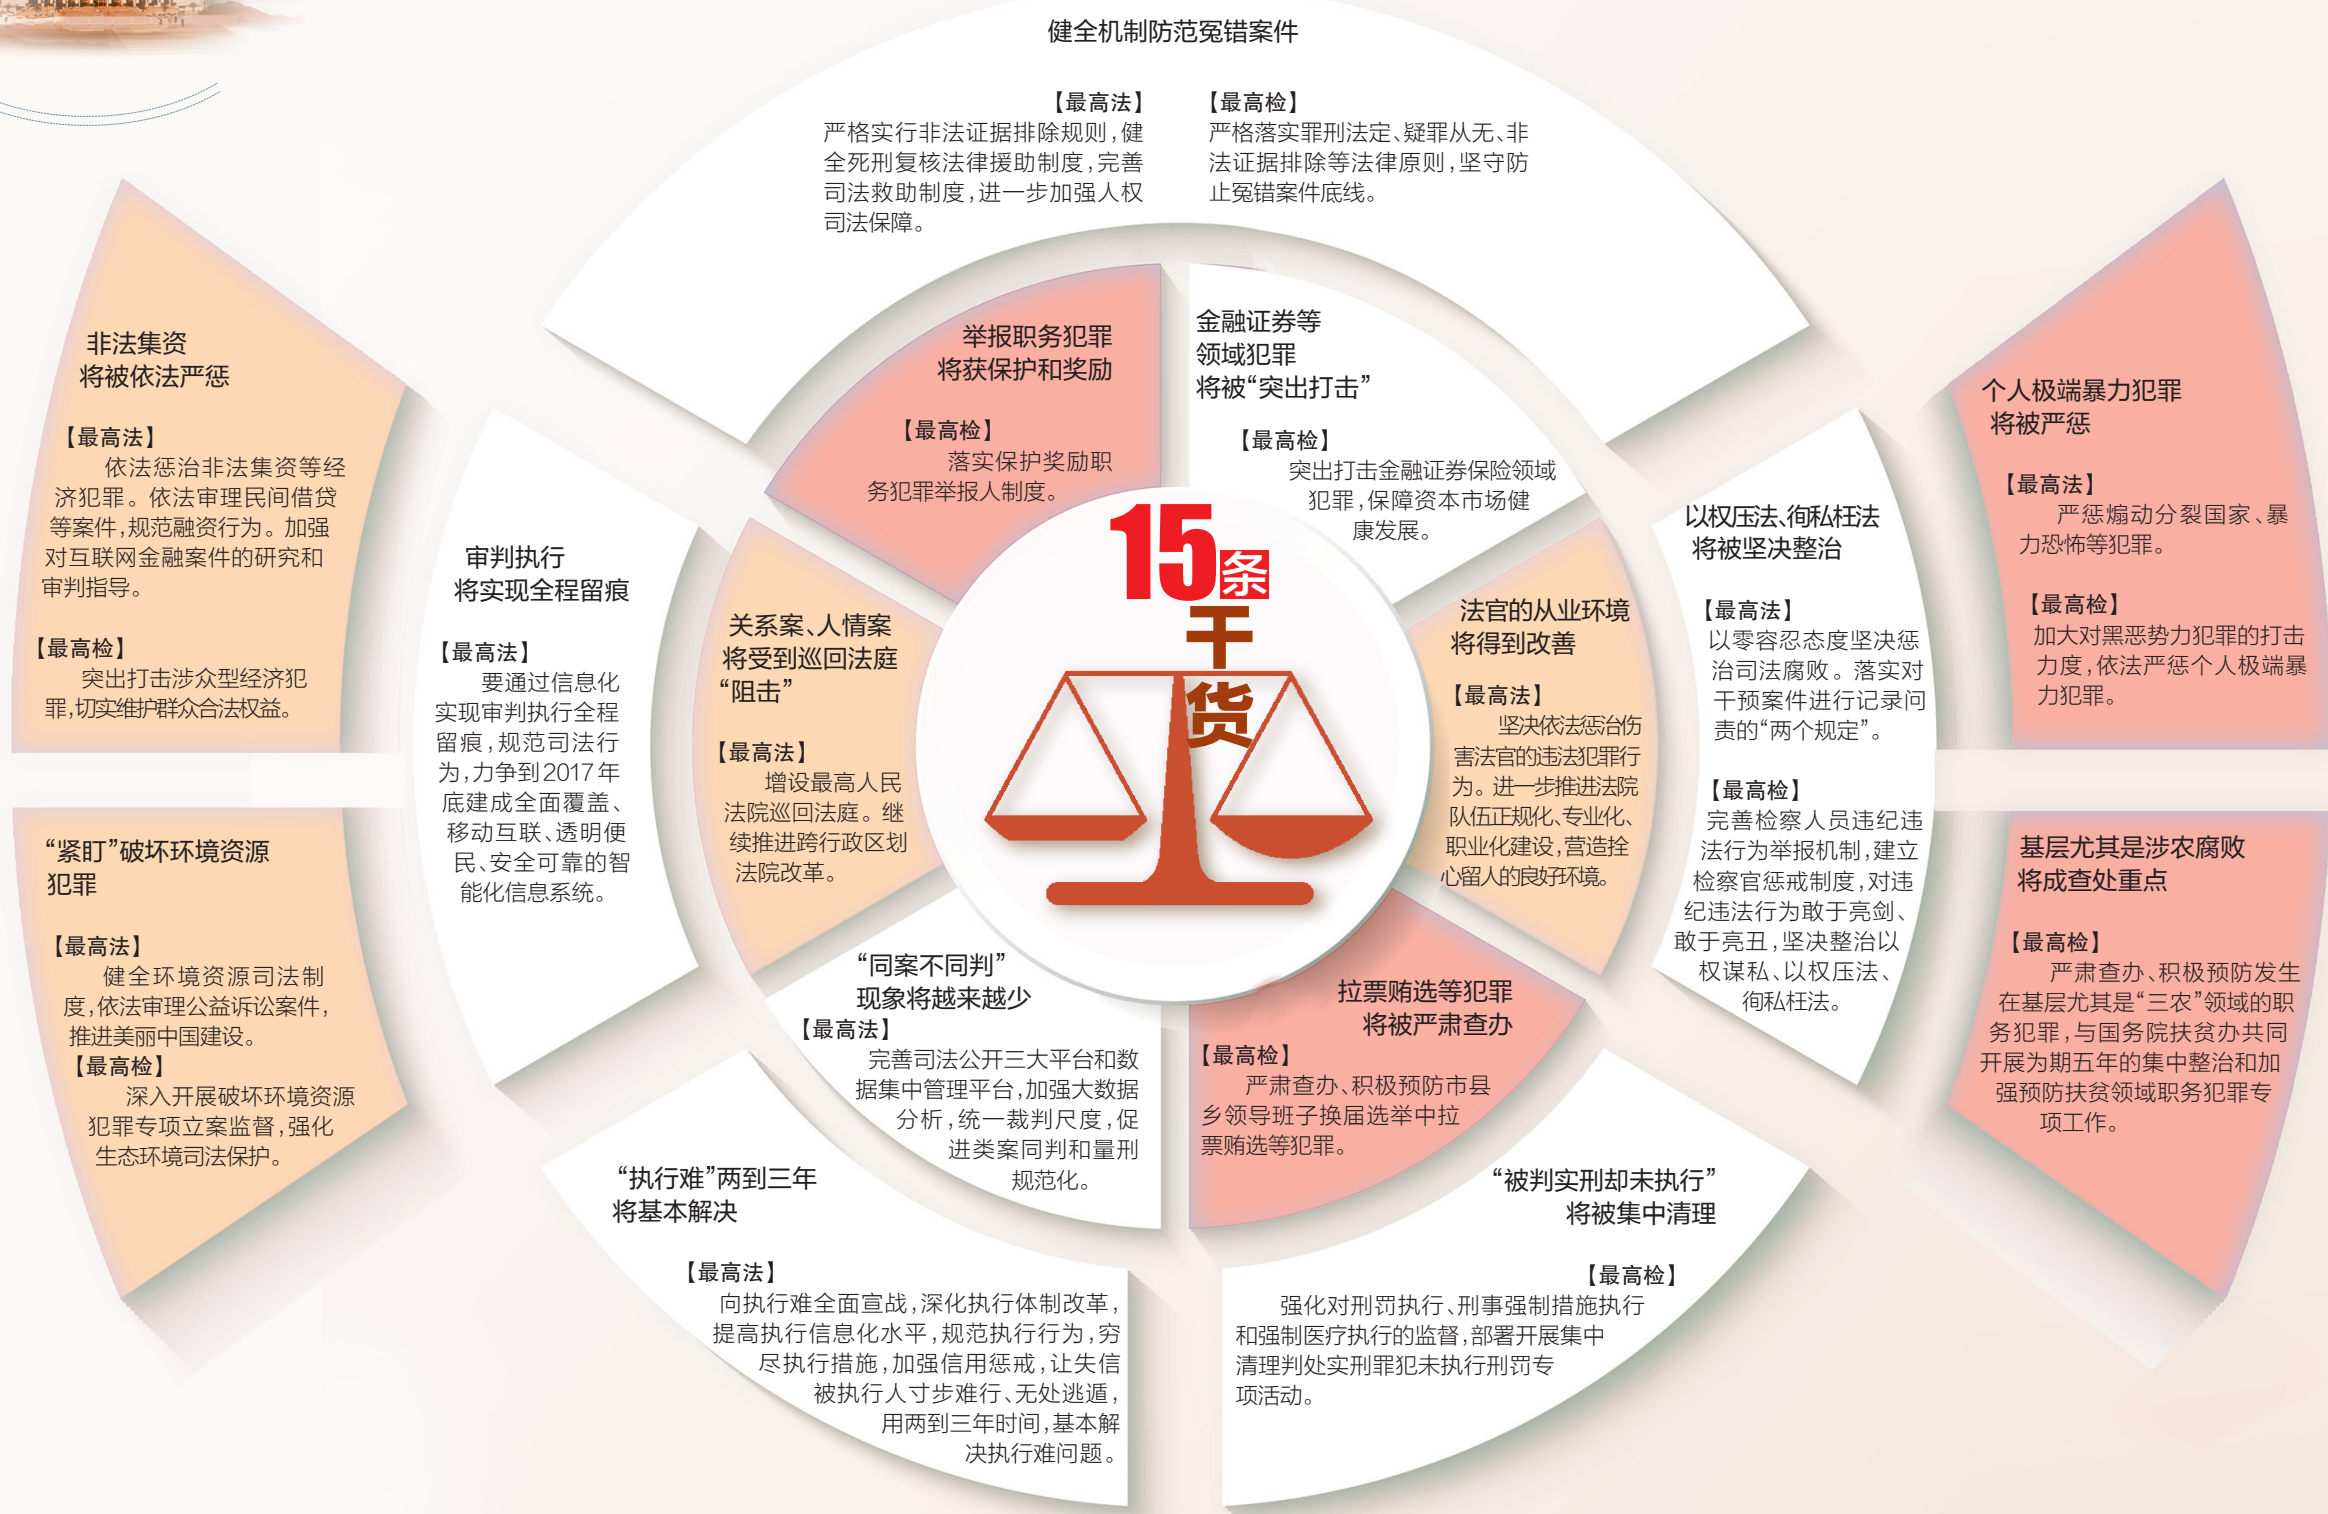 健全机制防范冤错案件
【最高法】
严格实行非法证据排除规则,健
全死刑复核法律援助制度,完善
司法救助制度,进一步加强人权
司法保障。
【最高检】
严格落实罪刑法定、疑罪从无、非
法证据排除等法律原则,坚守防
止冤错案件底线。
非法集资
将被依法严惩
【最高法】
依法惩治非法集资等经
济犯罪。依法审理民间借贷
等案件,规范融资行为。加强
对互联网金融案件的研究和
审判指导。
【最高检】
突出打击涉众型经济犯
罪,切实维护群众合法权益。
“紧盯”破坏环境资源
犯罪
【最高法】
健全环境资源司法制
度,依法审理公益诉讼案件,
推进美丽中国建设。
【最高检】
深入开展破坏环境资源
犯罪专项立案监督,强化
生态环境司法保护。
审判执行
将实现全程留痕
【最高法】
要通过信息化
实现审判执行全程
留痕,规范司法行
为,力争到2017年
底建成全面覆盖、
移动互联、透明便
民、安全可靠的智
能化信息系统。
举报职务犯罪
将获保护和奖励
【最高检】
落实保护奖励职
务犯罪举报人制度。
金融证券等
领域犯罪
将被“突出打击”
【最高检】
突出打击金融证券保险领域
犯罪,保障资本市场健
康发展。
关系案、人情案
将受到巡回法庭
“阻击”
【最高法】
增设最高人民
法院巡回法庭。继
续推进跨行政区划
法院改革。
15条
干
货
法官的从业环境
将得到改善
【最高法】
坚决依法惩治伤
害法官的违法犯罪行
为。进一步推进法院
队伍正规化、专业化、
职业化建设,营造拴
心留人的良好环境。
“同案不同判”
现象将越来越少
【最高法】
完善司法公开三大平台和数
据集中管理平台,加强大数据
分析,统一裁判尺度,促
进类案同判和量刑
规范化。
拉票贿选等犯罪
将被严肃查办
【最高检】
严肃查办、积极预防市县
乡领导班子换届选举中拉
票贿选等犯罪。
以权压法、徇私枉法
将被坚决整治
【最高法】
以零容忍态度坚决惩
治司法腐败。落实对
干预案件进行记录问
责的“两个规定”。
【最高检】
完善检察人员违纪违
法行为举报机制,建立
检察官惩戒制度,对违
纪违法行为敢于亮剑、
敢于亮丑,坚决整治以
权谋私、以权压法、
徇私枉法。
个人极端暴力犯罪
将被严惩
【最高法】
严惩煽动分裂国家、暴
力恐怖等犯罪。
【最高检】
加大对黑恶势力犯罪的打击
力度,依法严惩个人极端暴
力犯罪。
基层尤其是涉农腐败
将成查处重点
【最高检】
严肃查办、积极预防发生
在基层尤其是“三农”领域的职
务犯罪,与国务院扶贫办共同
开展为期五年的集中整治和加
强预防扶贫领域职务犯罪专
项工作。
“执行难”两到三年
将基本解决
【最高法】
向执行难全面宣战,深化执行体制改革,
提高执行信息化水平,规范执行行为,穷
尽执行措施,加强信用惩戒,让失信
被执行人寸步难行、无处逃遁,
用两到三年时间,基本解
决执行难问题。
“被判实刑却未执行”
将被集中清理
【最高检】
强化对刑罚执行、刑事强制措施执行
和强制医疗执行的监督,部署开展集中
清理判处实刑罪犯未执行刑罚专
项活动。